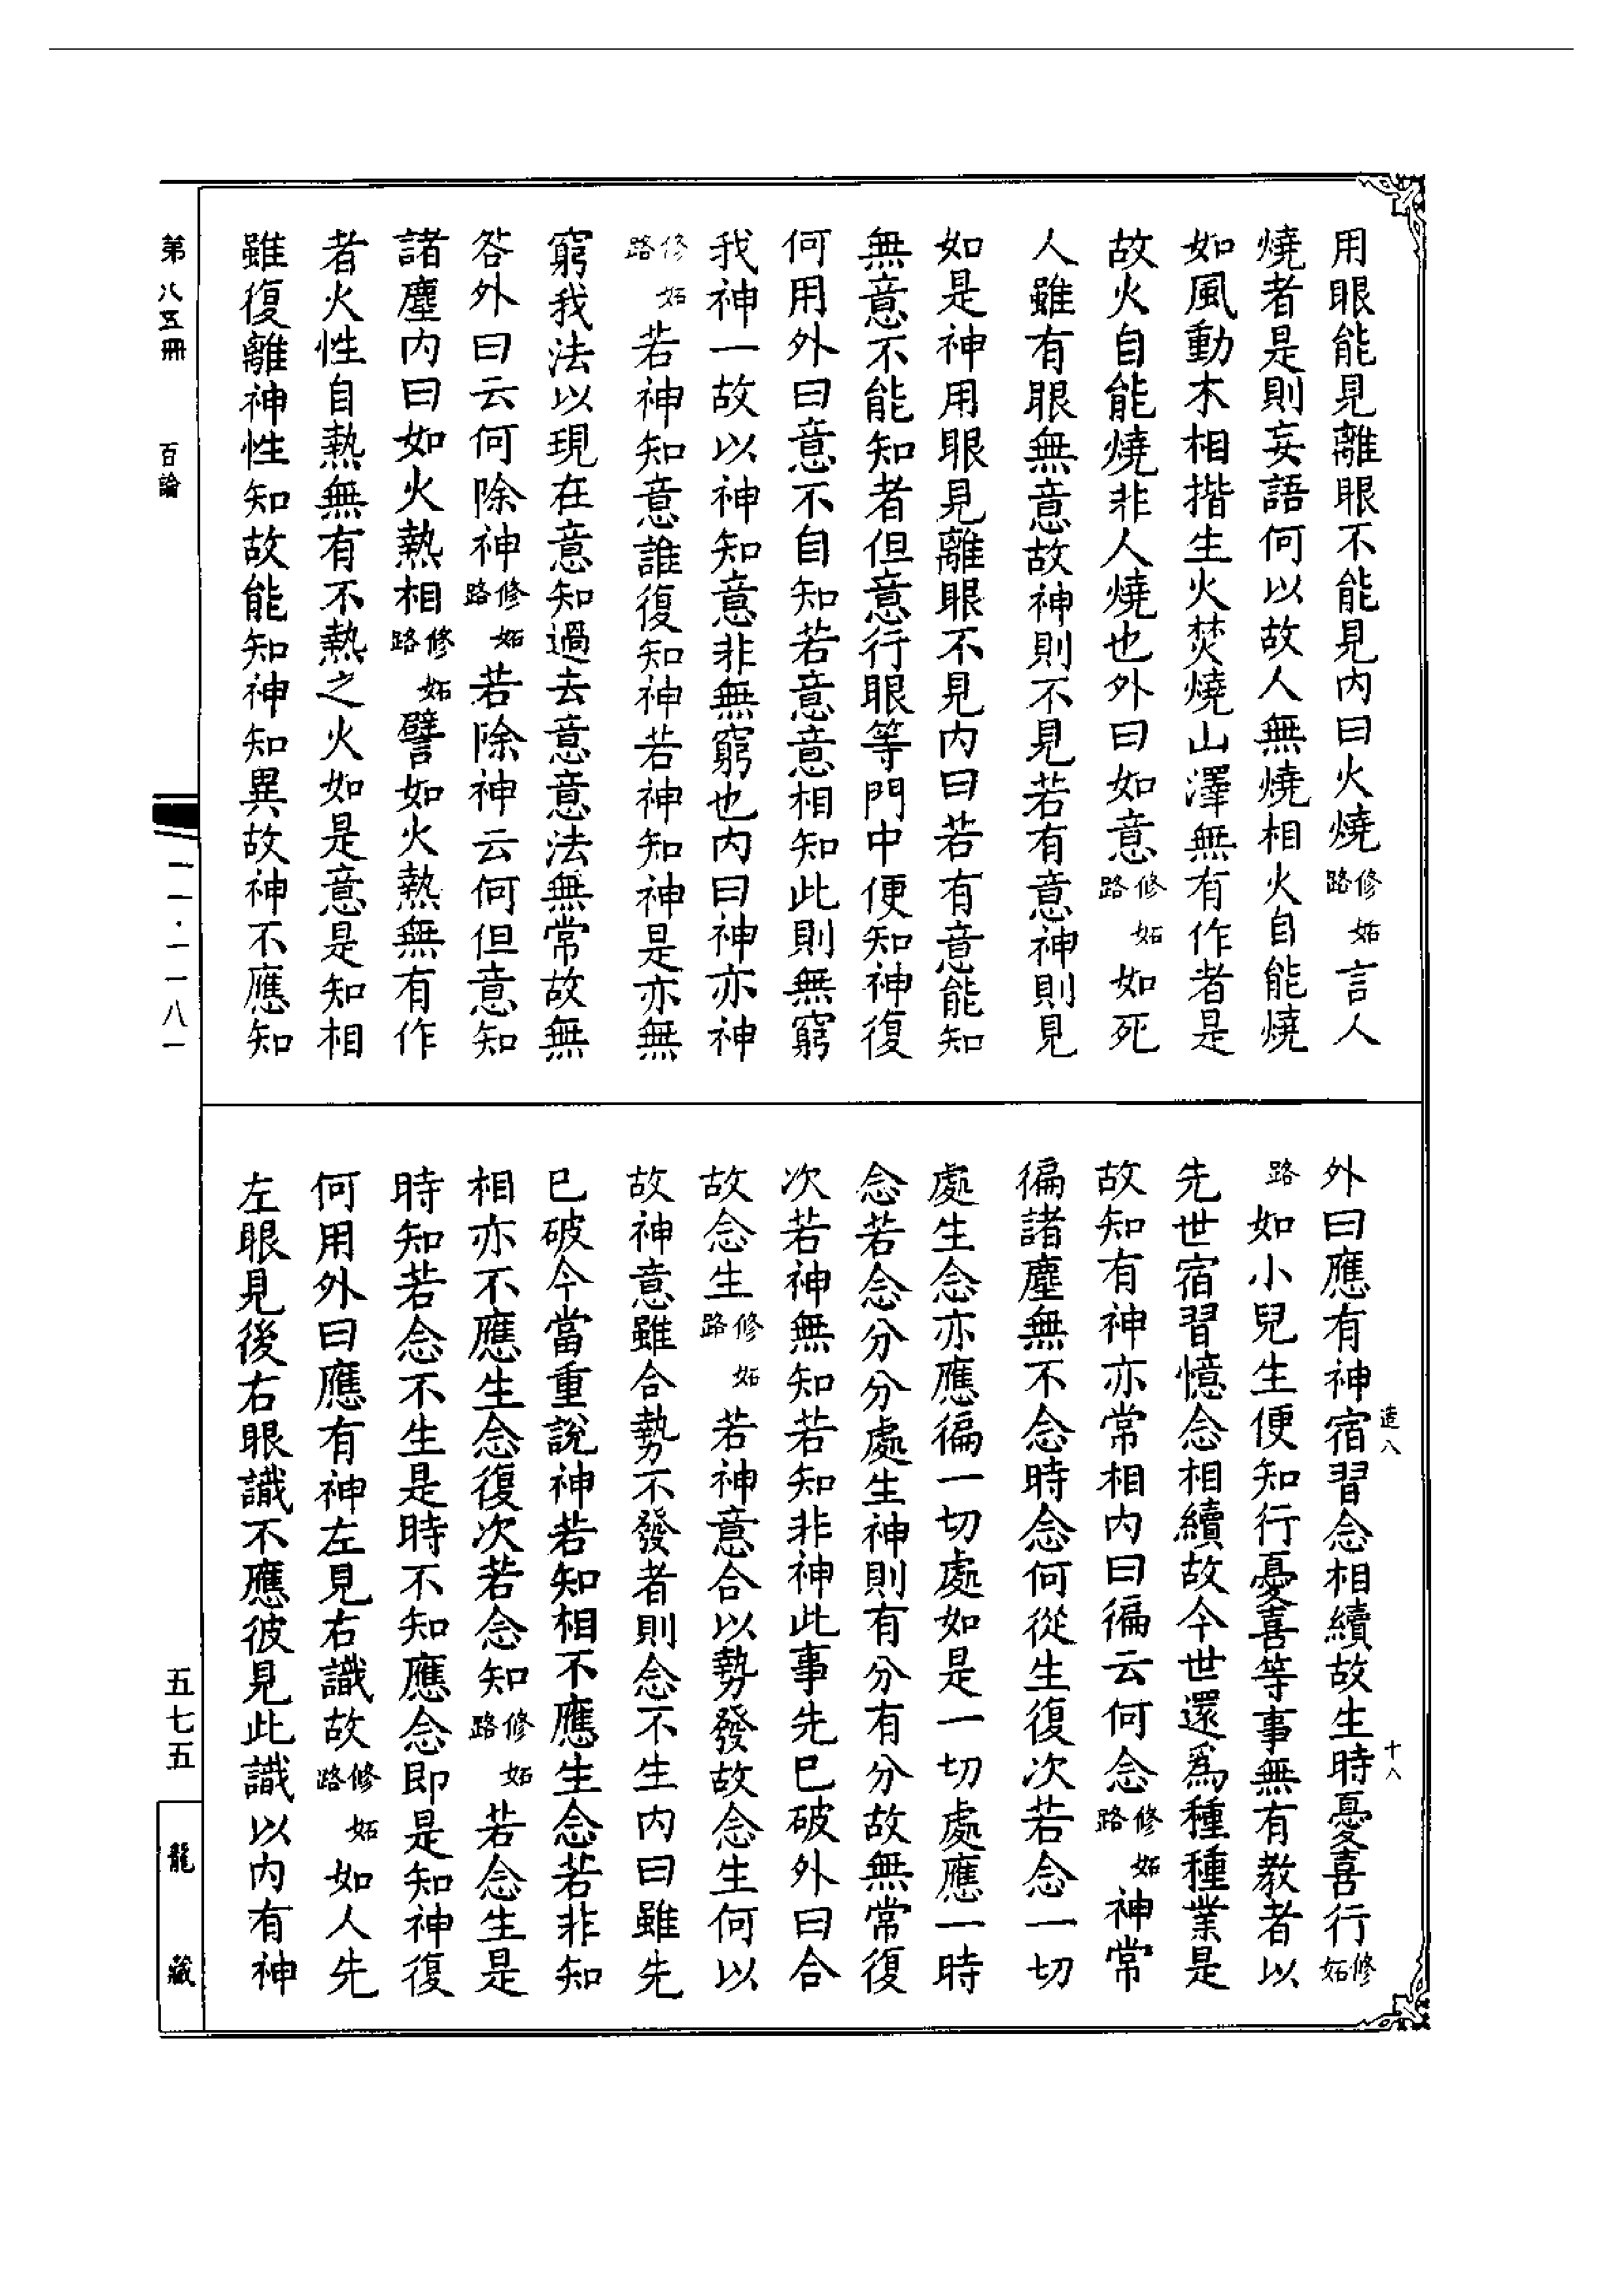 用眼能見離眼不能見內曰火燒修妬路言人
燒者是則妄語何以故人無燒相火自能燒
如風動木相揩生火焚燒山澤無有作者是
故火自能燒非人燒也外曰如意修妬路如死
人雖有眼無意故神則不見若有意神則見
如是神用眼見離眼不見內曰若有意能知
無意不能知者但意行眼等門中便知神復
何用外曰意不自知若意意相知此則無窮
我神一故以神知意非無窮也內曰神亦神
修妬路若神知意誰復知神若神知神是亦無
窮我法以現在意知過去意意法無常故無
咎外曰云何除神修妬路若除神云何但意知
諸塵內曰如火熱相修妬路譬如火熱無有作
者火性自熱無有不熱之火如是意是知相
雖復離神性知故能知神知異故神不應知
外曰應有神宿習念相續故生時憂喜行修妬
路如小兒生便知行憂喜等事無有教者以
先世宿習憶念相續故今世還爲種種業是
故知有神亦常相內曰徧云何念修妬路神常
徧諸塵無不念時念何從生復次若念一切
處生念亦應徧一切處如是一切處應一時
念若念分分處生神則有分有分故無常復
次若神無知若知非神此事先已破外曰合
故念生修妬路若神意合以勢發故念生何以
故神意雖合勢不發者則念不生內曰雖先
已破今當重說神若知相不應生念若非知
相亦不應生念復次若念知修妬路若念生是
時知若念不生是時不知應念即是知神復
何用外曰應有神左見右識故修妬路如人先
左眼見後右眼識不應彼見此識以內有神
造八
十八
第八五冊
百論
一一·一一八一
五七五
龍藏